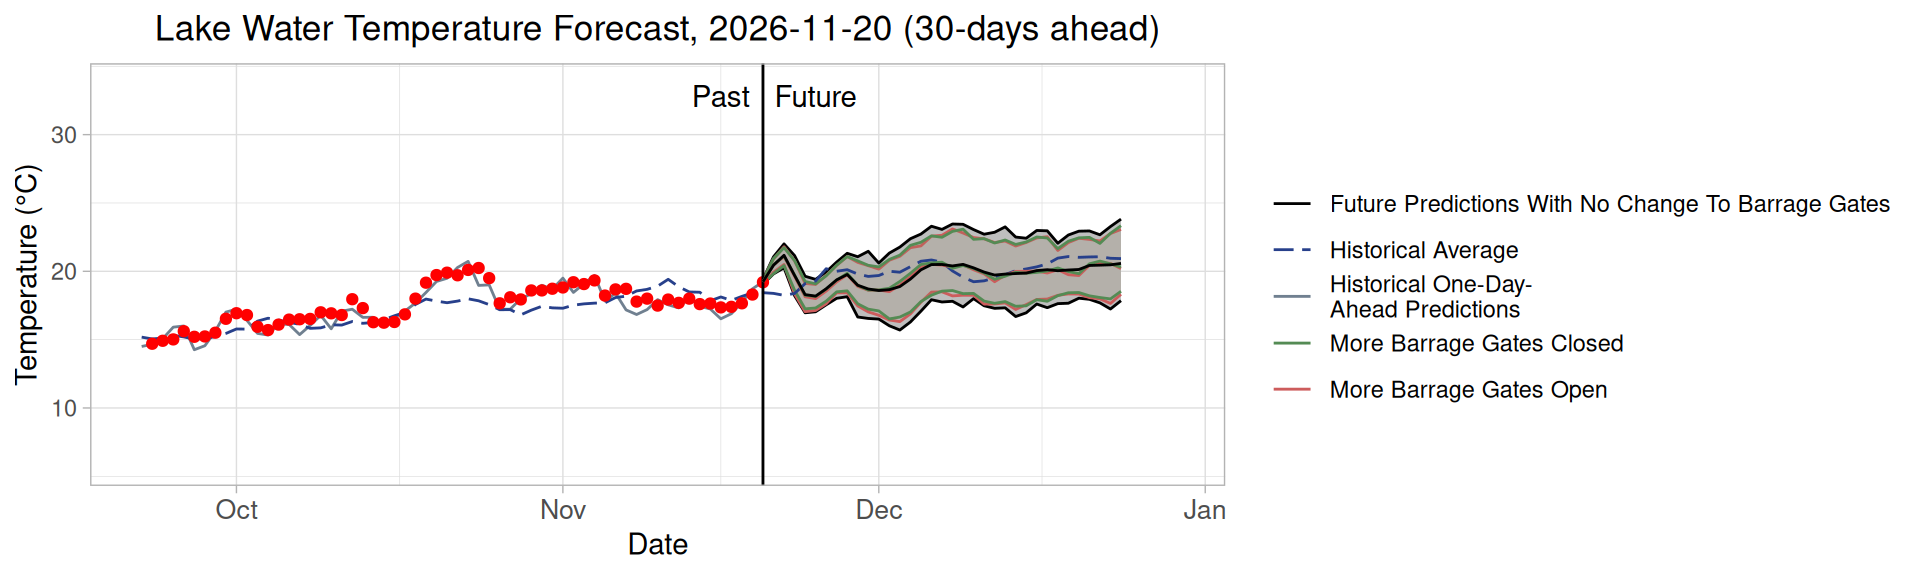 Lake Water Temperature Forecast, 2026-11-20 (30-days ahead)
Past
Future
30
20
10
Temperature (°C)
Oct
Nov
Dec
Jan
Date
Future Predictions With No Change To Barrage Gates
Historical Average
Historical One-Day-
Ahead Predictions
More Barrage Gates Closed
More Barrage Gates Open